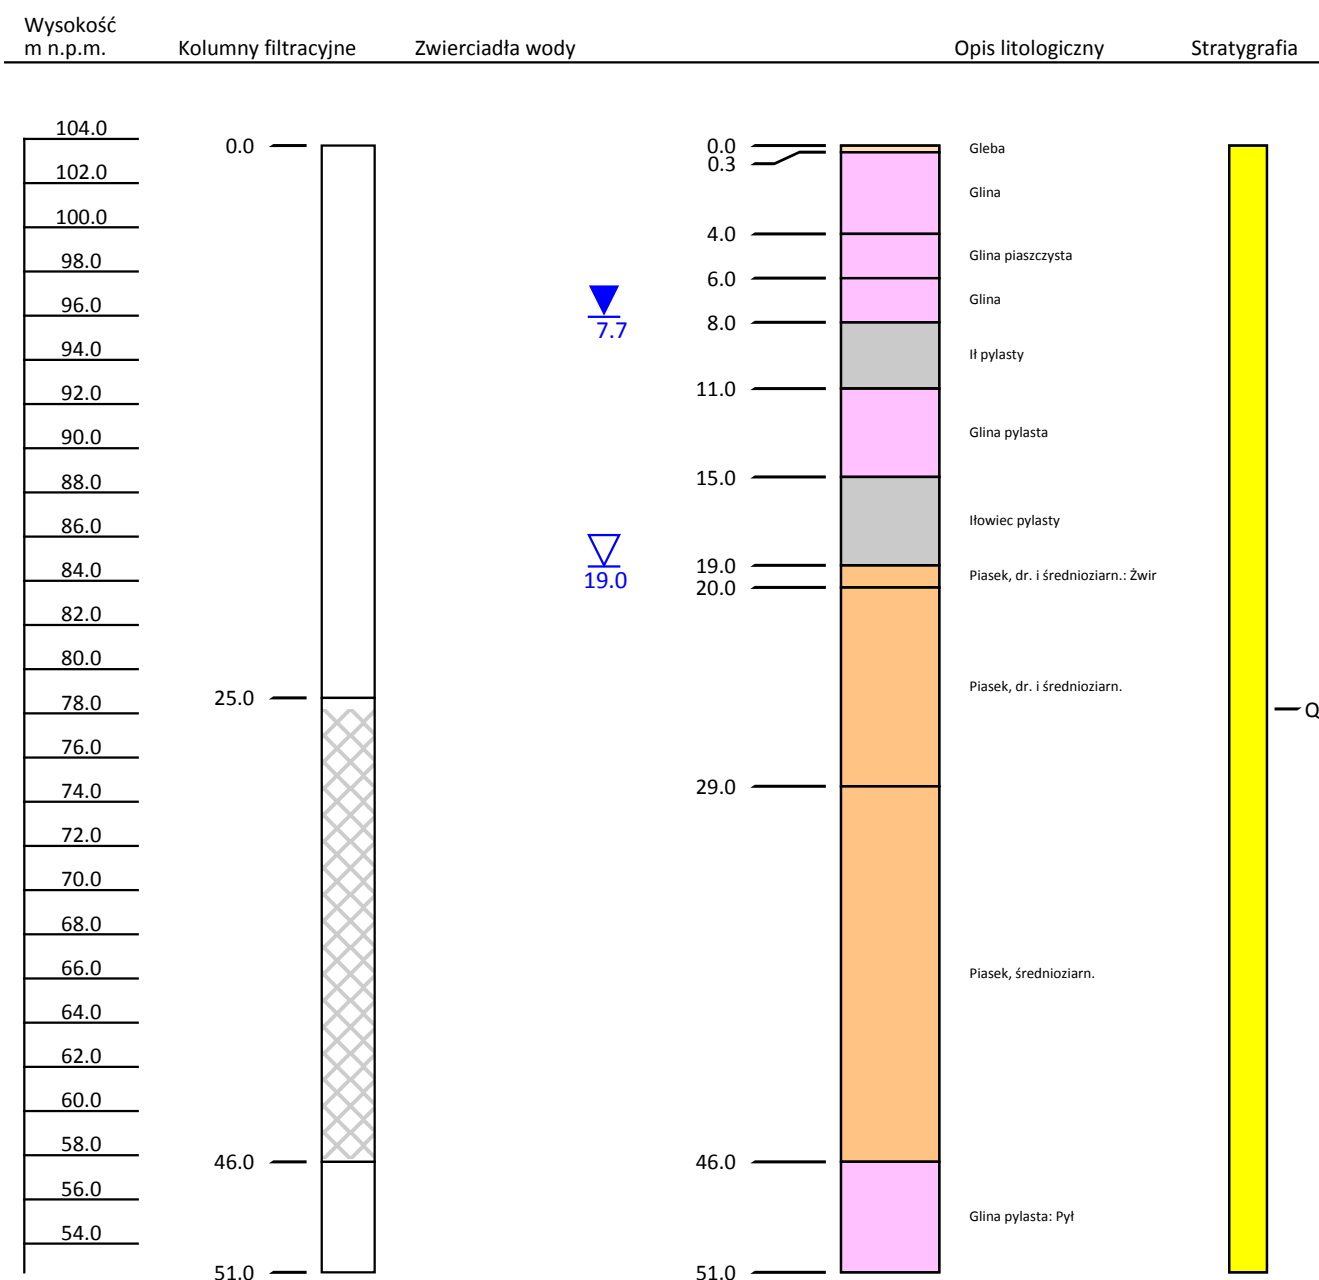 Wysokość
m n.p.m.
Kolumny filtracyjne
Zwierciadła wody
Opis litologiczny
Stratygrafia
104.0
102.0
100.0
98.0
96.0
94.0
92.0
90.0
88.0
86.0
84.0
82.0
80.0
78.0
76.0
74.0
72.0
70.0
68.0
66.0
64.0
62.0
60.0
58.0
56.0
54.0
0.0
25.0
46.0
51.0
7.7
19.0
0.0
0.3
4.0
6.0
8.0
11.0
15.0
19.0
20.0
29.0
46.0
51.0
Gleba
Glina
Glina piaszczysta
Glina
Ił pylasty
Glina pylasta
Iłowiec pylasty
Piasek, dr. i średnioziarn.: Żwir
Piasek, dr. i średnioziarn.
Piasek, średnioziarn.
Glina pylasta: Pył
Q